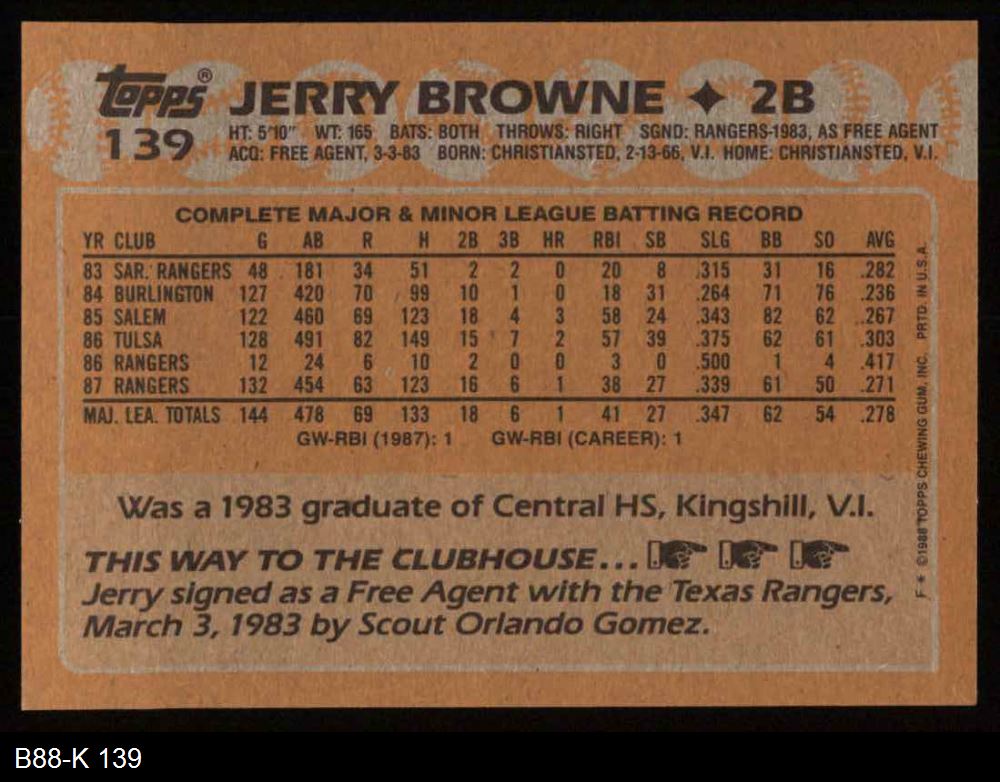 Topps® JERRY BROWNE ✦ 2B
139
HT: 5'10" WT: 165 BATS: BOTH THROWS: RIGHT SGND: RANGERS-1983, AS FREE AGENT
ACQ: FREE AGENT, 3-3-83 BORN: CHRISTIANSTED, 2-13-66, V.I. HOME: CHRISTIANSTED, V.I.
COMPLETE MAJOR & MINOR LEAGUE BATTING RECORD
YR CLUB G AB R H 2B 3B HR RBI SB SLG BB SO AVG
83 SAR. RANGERS 48 181 34 51 2 2 0 20 8 .315 31 16 .282
84 BURLINGTON 127 420 70 99 10 1 0 18 31 .264 71 76 .236
85 SALEM 122 460 69 123 18 4 3 58 24 .343 82 62 .267
86 TULSA 128 491 82 149 15 7 2 57 39 .375 62 61 .303
86 RANGERS 12 24 6 10 2 0 0 3 0 .500 1 4 .417
87 RANGERS 132 454 63 123 16 6 1 38 27 .339 61 50 .271
MAJ. LEA. TOTALS 144 478 69 133 18 6 1 41 27 .347 62 54 .278
GW-RBI (1987): 1 GW-RBI (CAREER): 1
Was a 1983 graduate of Central HS, Kingshill, V.I.
THIS WAY TO THE CLUBHOUSE...
Jerry signed as a Free Agent with the Texas Rangers,
March 3, 1983 by Scout Orlando Gomez.
F* ©1988 TOPPS CHEWING GUM, INC. PRTD. IN U.S.A.
B88-K 139